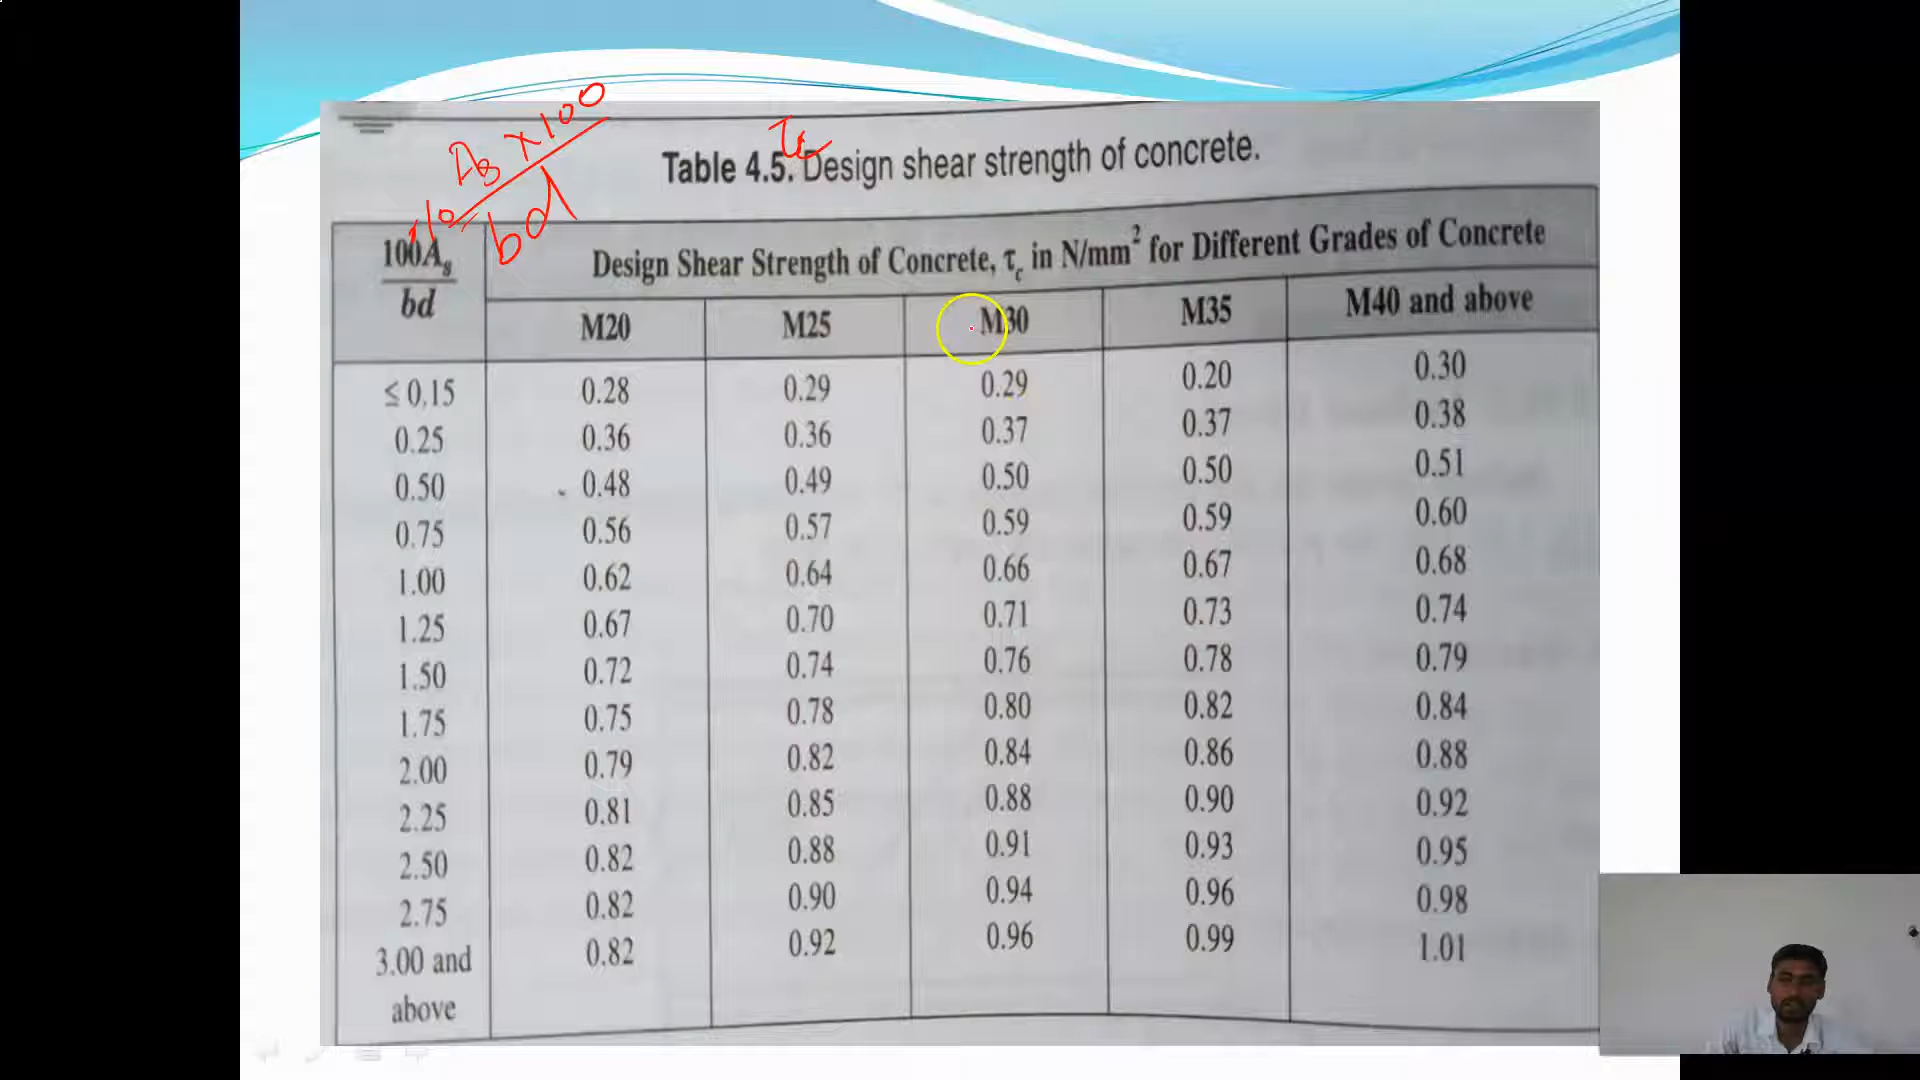 As x 100
bd
τc
Table 4.5. Design shear strength of concrete.
100As
bd
Design Shear Strength of Concrete, τc in N/mm² for Different Grades of Concrete
M20 M25 M30 M35 M40 and above
≤ 0.15 0.28 0.29 0.29 0.20 0.30
0.25 0.36 0.36 0.37 0.37 0.38
0.50 0.48 0.49 0.50 0.50 0.51
0.75 0.56 0.57 0.59 0.59 0.60
1.00 0.62 0.64 0.66 0.67 0.68
1.25 0.67 0.70 0.71 0.73 0.74
1.50 0.72 0.74 0.76 0.78 0.79
1.75 0.75 0.78 0.80 0.82 0.84
2.00 0.79 0.82 0.84 0.86 0.88
2.25 0.81 0.85 0.88 0.90 0.92
2.50 0.82 0.88 0.91 0.93 0.95
2.75 0.82 0.90 0.94 0.96 0.98
3.00 and 0.82 0.92 0.96 0.99 1.01
above